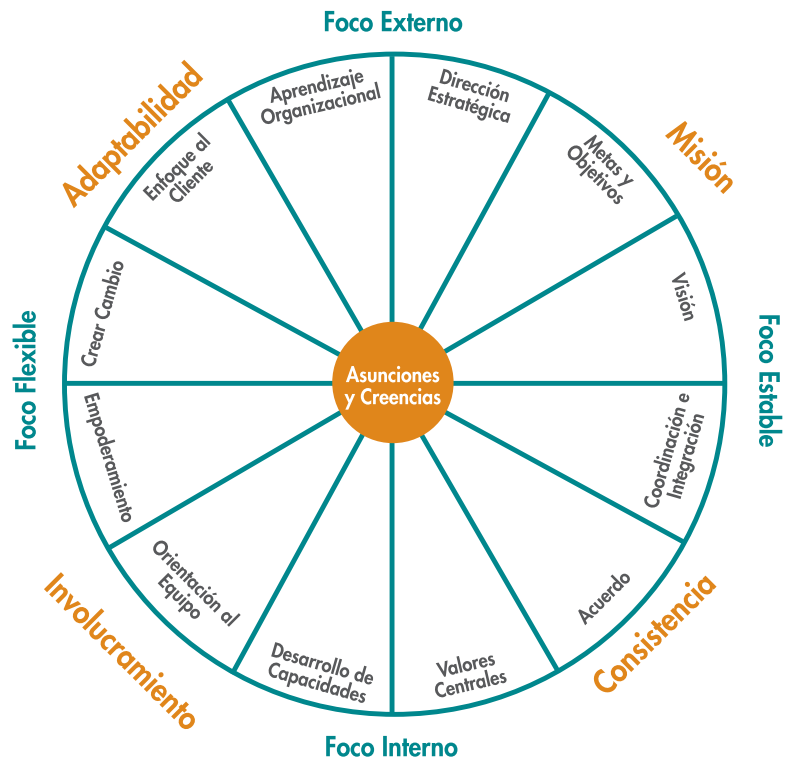 Foco Externo
Adaptabilidad
Misión
Aprendizaje
Organizacional
Dirección
Estratégica
Enfoque al
Cliente
Metas Y
Objetivos
Crear Cambio
Visión
Foco Flexible
Foco Estable
Asunciones
y Creencias
Empoderamiento
Coordinación e
Integración
Orientación al
Equipo
Acuerdo
Desarrollo de
Capacidades
Valores
Centrales
Involucramiento
Consistencia
Foco Interno